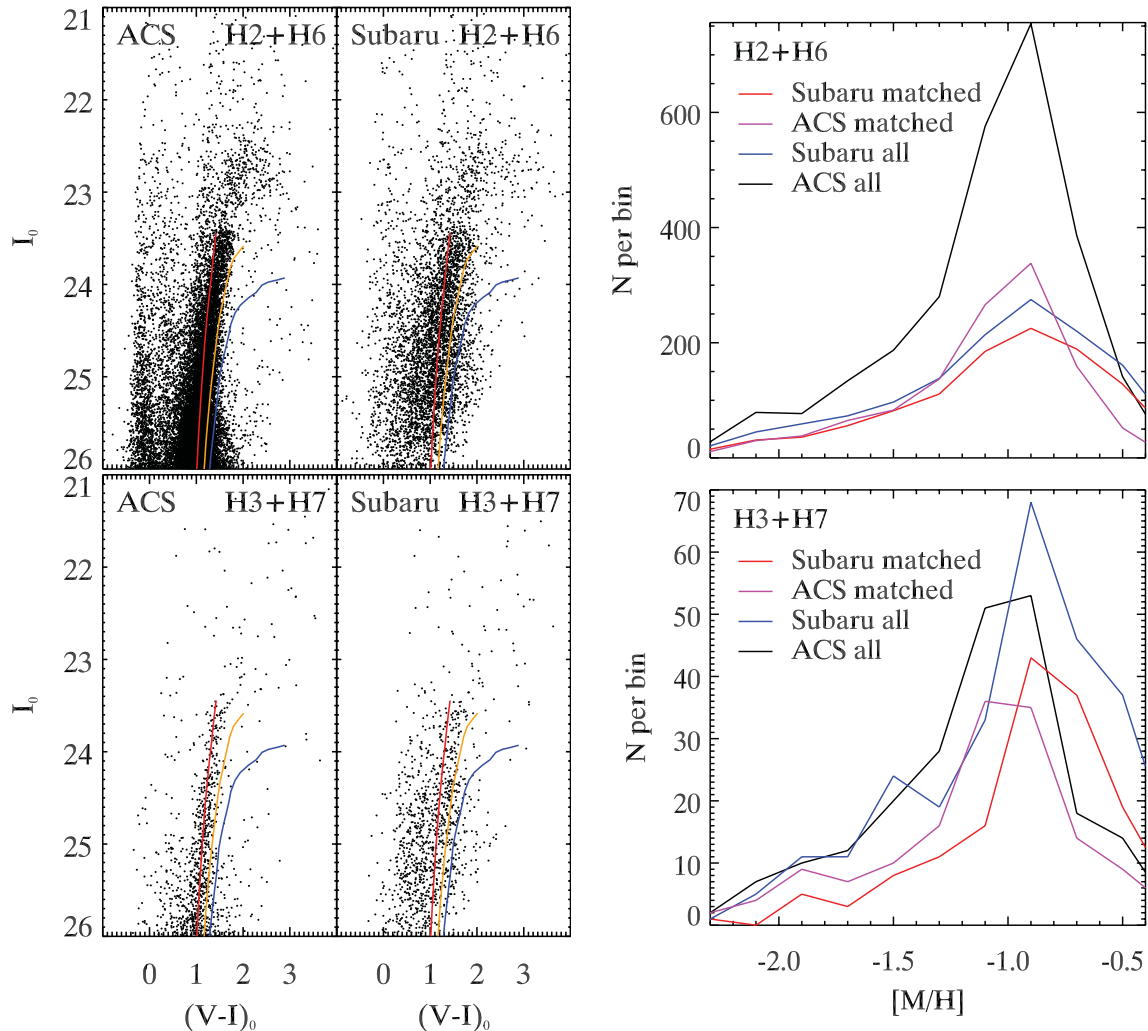 21
22
23
24
25
26
I₀
ACS H2+H6
Subaru H2+H6
21
22
23
24
25
26
I₀
ACS H3+H7
Subaru H3+H7
0 1 2 3
0 1 2 3
(V-I)₀
(V-I)₀
H2+H6
Subaru matched
ACS matched
Subaru all
ACS all
600
400
200
0
N per bin
H3+H7
Subaru matched
ACS matched
Subaru all
ACS all
70
60
50
40
30
20
10
0
N per bin
-2.0 -1.5 -1.0 -0.5
[M/H]